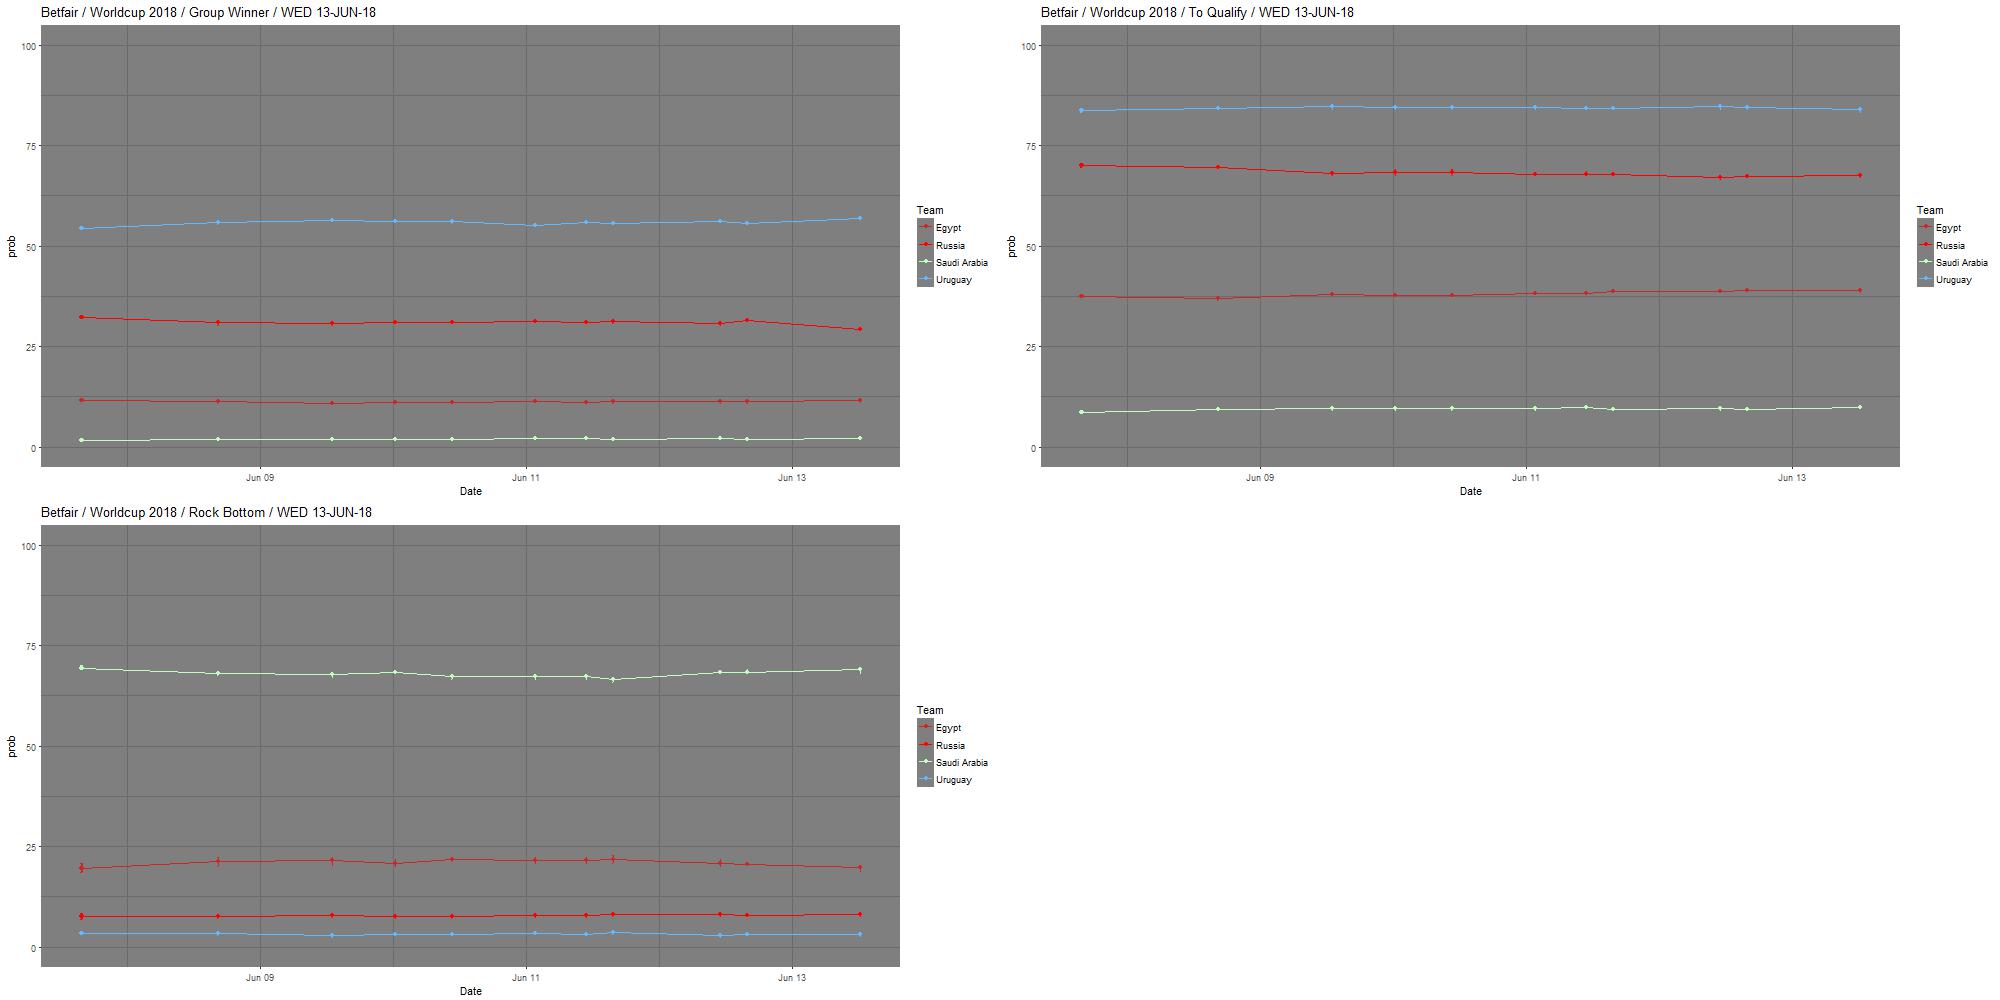 Betfair / Worldcup 2018 / Group Winner / WED 13-JUN-18
100
75
50
25
0
prob
Jun 09
Jun 11
Jun 13
Date
Team
Egypt
Russia
Saudi Arabia
Uruguay
Betfair / Worldcup 2018 / To Qualify / WED 13-JUN-18
100
75
50
25
0
prob
Jun 09
Jun 11
Jun 13
Date
Team
Egypt
Russia
Saudi Arabia
Uruguay
Betfair / Worldcup 2018 / Rock Bottom / WED 13-JUN-18
100
75
50
25
0
prob
Jun 09
Jun 11
Jun 13
Date
Team
Egypt
Russia
Saudi Arabia
Uruguay